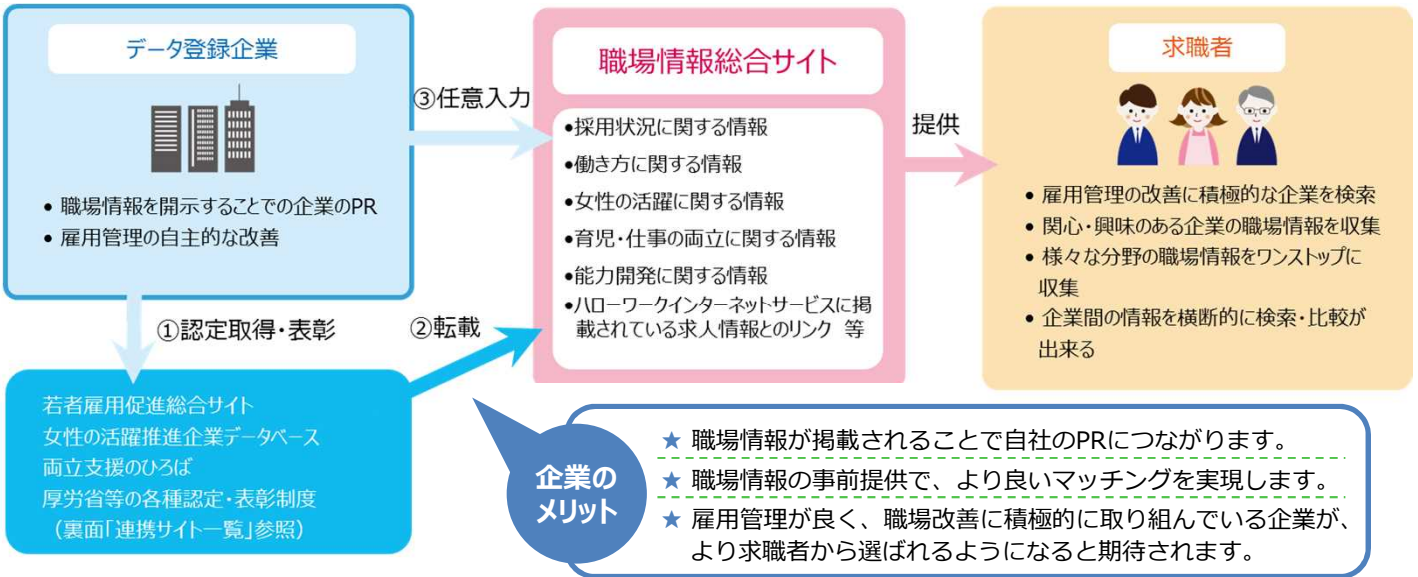 データ登録企業
• 職場情報を開示することでの企業のPR
• 雇用管理の自主的な改善
③任意入力
①認定取得・表彰
②転載
若者雇用促進総合サイト
女性の活躍推進企業データベース
両立支援のひろば
厚労省等の各種認定・表彰制度
（裏面「連携サイト一覧」参照）
職場情報総合サイト
•採用状況に関する情報
•働き方に関する情報
•女性の活躍に関する情報
•育児・仕事の両立に関する情報
•能力開発に関する情報
•ハローワークインターネットサービスに掲
載されている求人情報とのリンク 等
提供
求職者
• 雇用管理の改善に積極的な企業を検索
• 関心・興味のある企業の職場情報を収集
• 様々な分野の職場情報をワンストップに
収集
• 企業間の情報を横断的に検索・比較が
出来る
企業の
メリット
★ 職場情報が掲載されることで自社のPRにつながります。
★ 職場情報の事前提供で、より良いマッチングを実現します。
★ 雇用管理が良く、職場改善に積極的に取り組んでいる企業が、
より求職者から選ばれるようになると期待されます。